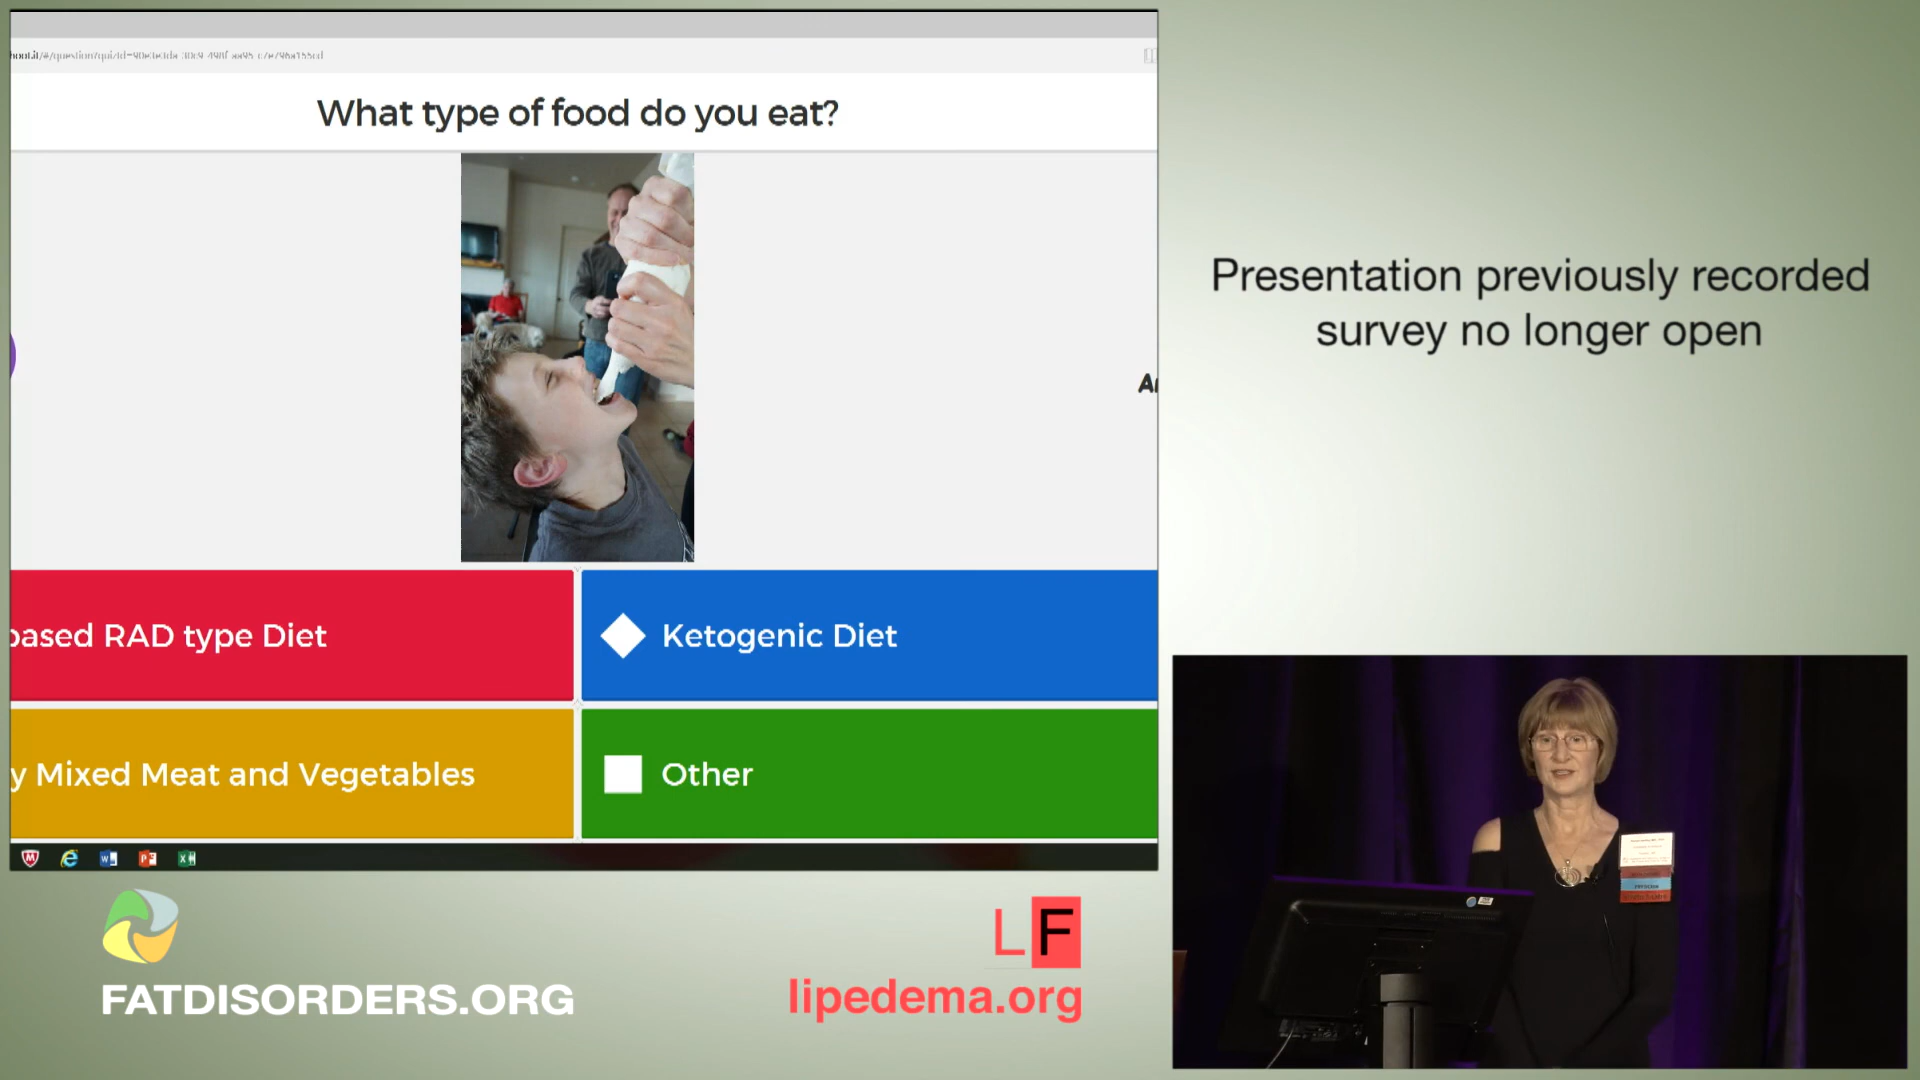 What type of food do you eat?
based RAD type Diet
Ketogenic Diet
y Mixed Meat and Vegetables
Other
Presentation previously recorded
survey no longer open
FATDISORDERS.ORG
LF
lipedema.org